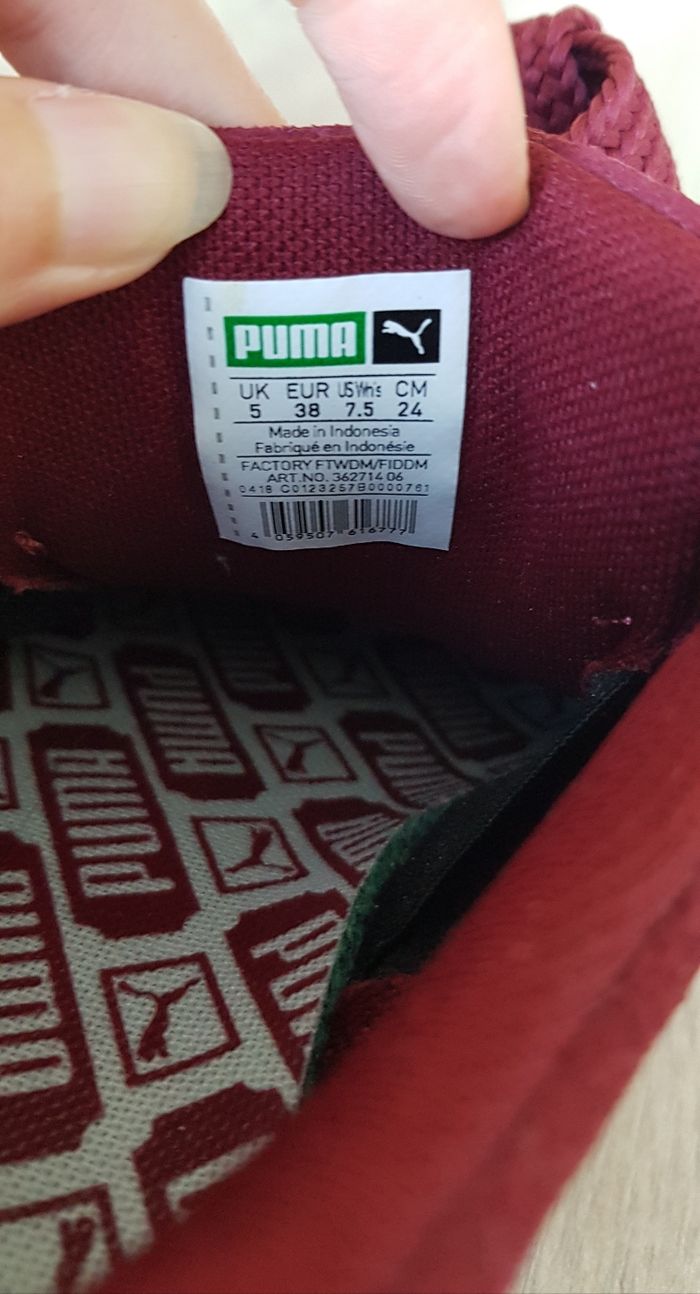 PUMA
UK EUR US Wn's CM
5 38 7.5 24
Made in Indonesia
Fabriqué en Indonésie
FACTORY FTWDM/FIDDM
ART.NO. 362714 06
0418 C0123257B0000761
4 059507 616777
PUMA
PUMA
PUMA
PUMA